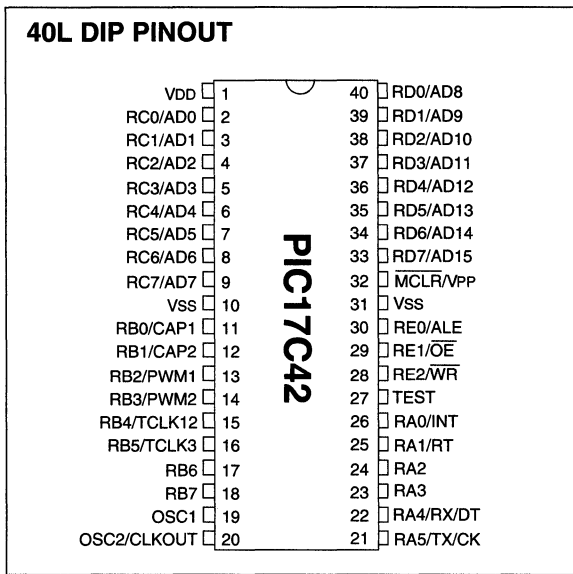 40L DIP PINOUT
VDD 1 40 RD0/AD8
RC0/AD0 2 39 RD1/AD9
RC1/AD1 3 38 RD2/AD10
RC2/AD2 4 37 RD3/AD11
RC3/AD3 5 36 RD4/AD12
RC4/AD4 6 35 RD5/AD13
RC5/AD5 7 34 RD6/AD14
RC6/AD6 8 33 RD7/AD15
RC7/AD7 9 32 MCLR/VPP
VSS 10 31 VSS
RB0/CAP1 11 30 RE0/ALE
RB1/CAP2 12 29 RE1/OE
RB2/PWM1 13 28 RE2/WR
RB3/PWM2 14 27 TEST
RB4/TCLK12 15 26 RA0/INT
RB5/TCLK3 16 25 RA1/RT
RB6 17 24 RA2
RB7 18 23 RA3
OSC1 19 22 RA4/RX/DT
OSC2/CLKOUT 20 21 RA5/TX/CK
PIC17C42